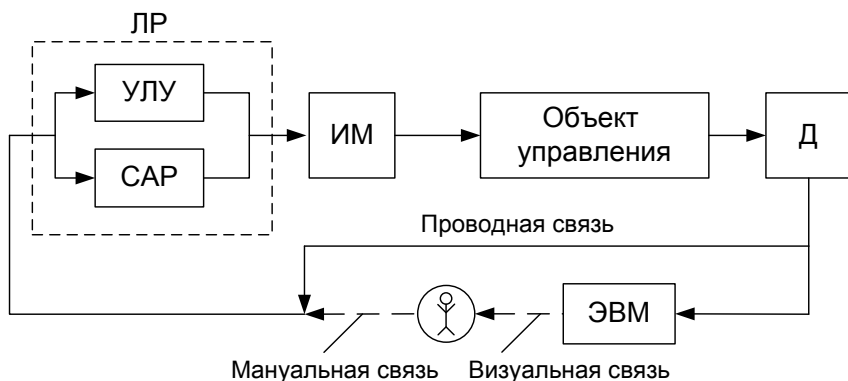 ЛР
УЛУ
САР
ИМ
Объект
управления
Д
Проводная связь
ЭВМ
Мануальная связь
Визуальная связь